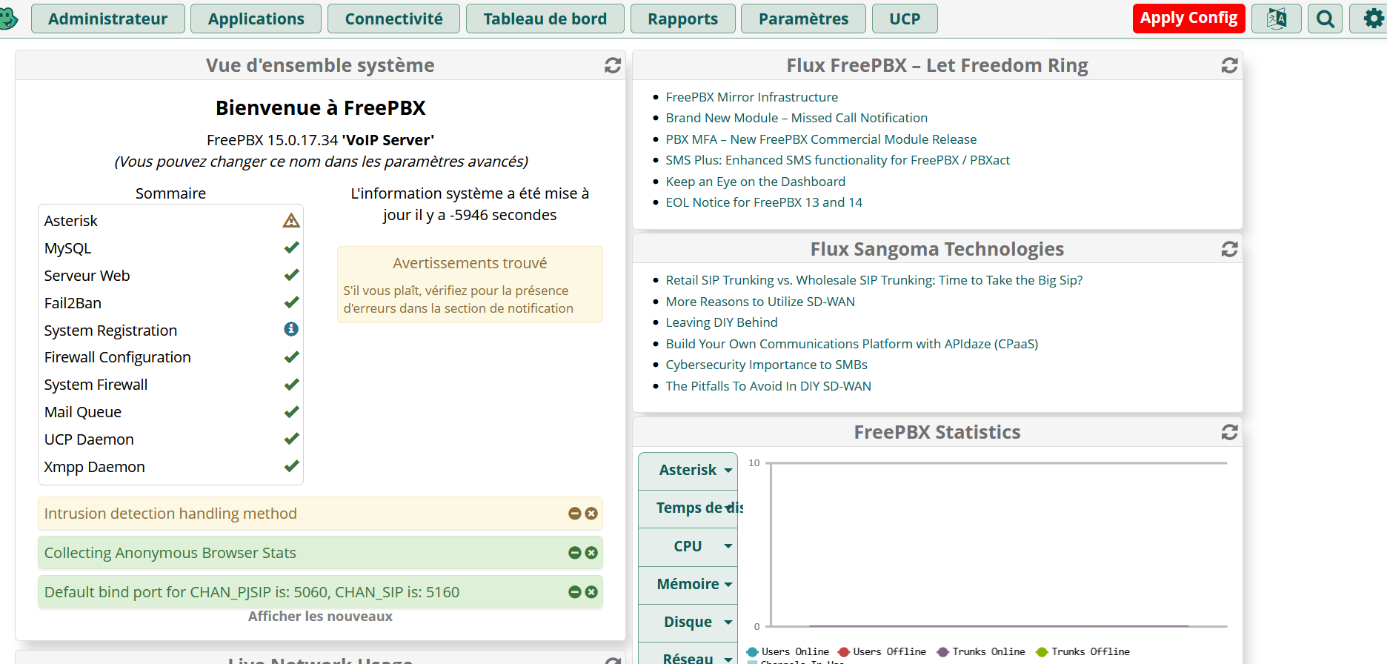 Administrateur
Applications
Connectivité
Tableau de bord
Rapports
Paramètres
UCP
Apply Config
Vue d'ensemble système
Bienvenue à FreePBX
FreePBX 15.0.17.34 'VoIP Server'
(Vous pouvez changer ce nom dans les paramètres avancés)
Sommaire
Asterisk
MySQL
Serveur Web
Fail2Ban
System Registration
Firewall Configuration
System Firewall
Mail Queue
UCP Daemon
Xmpp Daemon
L'information système a été mise à
jour il y a -5946 secondes
Avertissements trouvé
S'il vous plaît, vérifiez pour la présence
d'erreurs dans la section de notification
Intrusion detection handling method
Collecting Anonymous Browser Stats
Default bind port for CHAN_PJSIP is: 5060, CHAN_SIP is: 5160
Afficher les nouveaux
Live Network Usage
Flux FreePBX – Let Freedom Ring
FreePBX Mirror Infrastructure
Brand New Module – Missed Call Notification
PBX MFA – New FreePBX Commercial Module Release
SMS Plus: Enhanced SMS functionality for FreePBX / PBXact
Keep an Eye on the Dashboard
EOL Notice for FreePBX 13 and 14
Flux Sangoma Technologies
Retail SIP Trunking vs. Wholesale SIP Trunking: Time to Take the Big Sip?
More Reasons to Utilize SD-WAN
Leaving DIY Behind
Build Your Own Communications Platform with APIdaze (CPaaS)
Cybersecurity Importance to SMBs
The Pitfalls To Avoid In DIY SD-WAN
FreePBX Statistics
Asterisk
Temps de dis
CPU
Mémoire
Disque
Réseau
10
0
Users Online
Users Offline
Trunks Online
Trunks Offline
Channels In Use